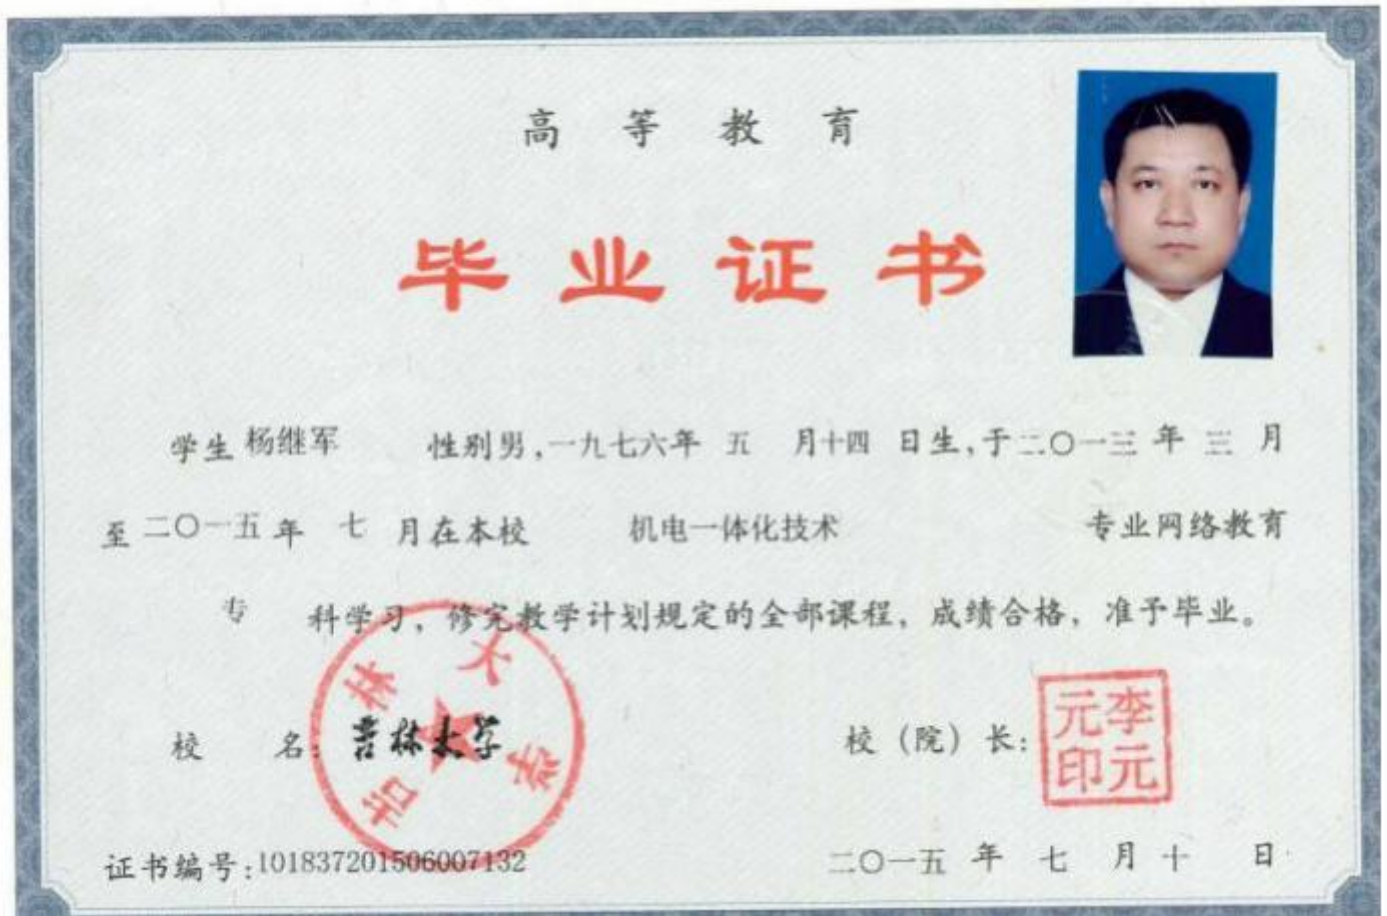 高等教育
毕业证书
学生 杨继军 性别男,一九七六年 五 月十四 日生,于二〇一三 年 三 月
至 二〇一五 年 七 月在本校 机电一体化技术 专业网络教育
专 科学习，修完教学计划规定的全部课程，成绩合格，准予毕业。
吉林大学
校 名: 吉林大学
校（院）长:
李元元印
证书编号:101837201506007132
二〇一五 年 七 月 十 日